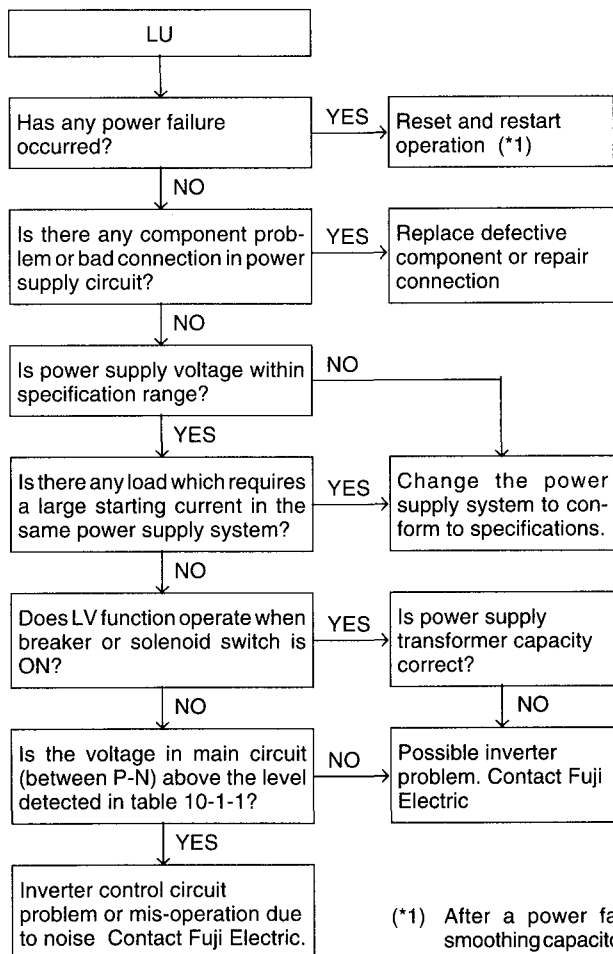 LU
Has any power failure
occurred?
YES
Reset and restart
operation (*1)
NO
Is there any component prob-
lem or bad connection in power
supply circuit?
YES
Replace defective
component or repair
connection
NO
Is power supply voltage within
specification range?
NO
YES
Is there any load which requires
a large starting current in the
same power supply system?
YES
Change the power
supply system to con-
form to specifications.
NO
Does LV function operate when
breaker or solenoid switch is
ON?
YES
Is power supply
transformer capacity
correct?
NO
NO
Is the voltage in main circuit
(between P-N) above the level
detected in table 10-1-1?
NO
Possible inverter
problem. Contact Fuji
Electric
YES
Inverter control circuit
problem or mis-operation due
to noise Contact Fuji Electric.
(*1) After a power fa
smoothing capacito